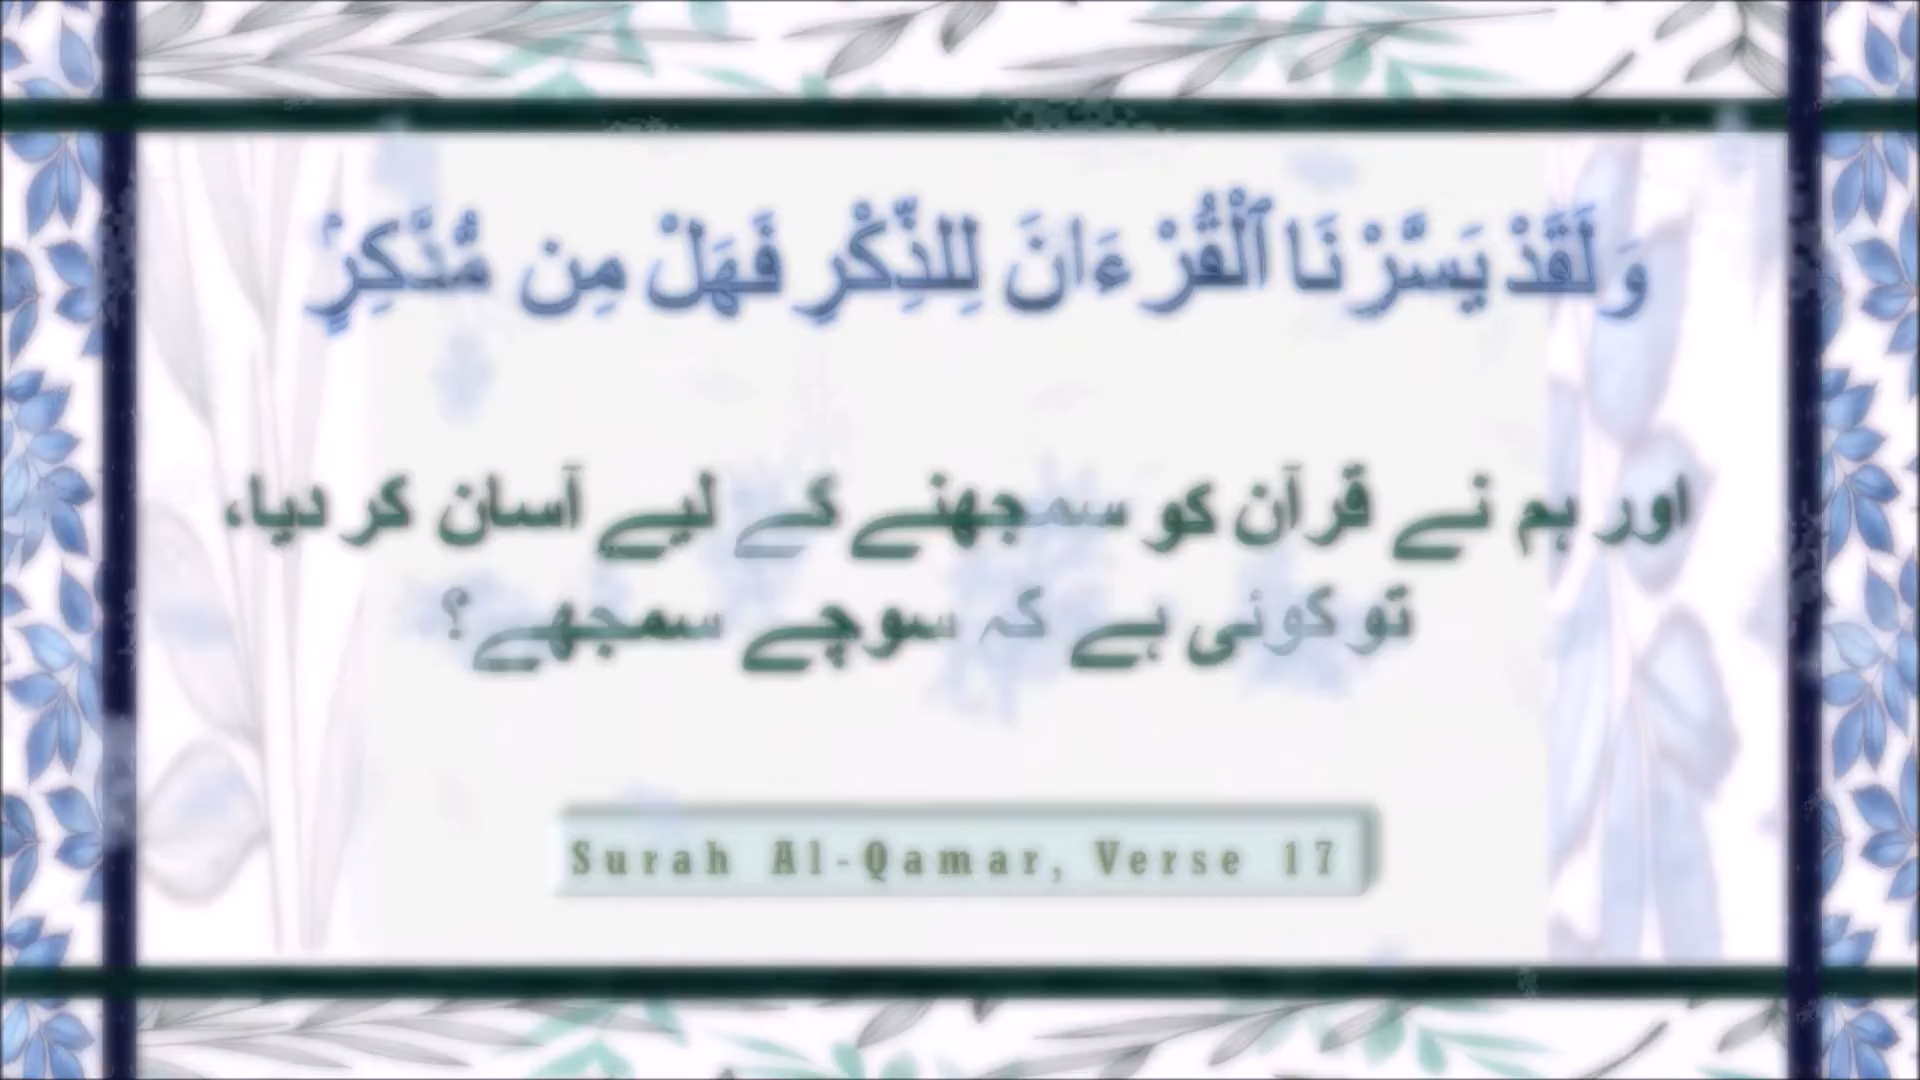 وَلَقَدْ يَسَّرْنَا ٱلْقُرْءَانَ لِلذِّكْرِ فَهَلْ مِن مُّدَّكِرٍۢ
اور ہم نے قرآن کو سمجھنے کے لیے آسان کر دیا،
تو کوئی ہے کہ سوچے سمجھے؟
Surah Al-Qamar, Verse 17